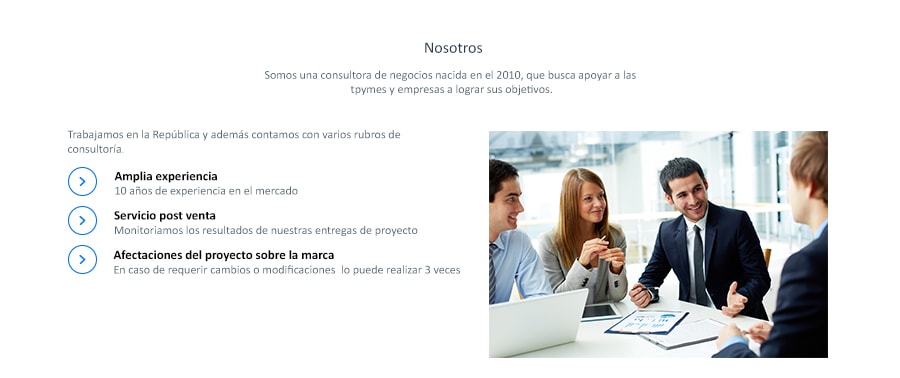 Nosotros
Somos una consultora de negocios nacida en el 2010, que busca apoyar a las
tpymes y empresas a lograr sus objetivos.
Trabajamos en la República y además contamos con varios rubros de
consultoría.
Amplia experiencia
10 años de experiencia en el mercado
Servicio post venta
Monitoriamos los resultados de nuestras entregas de proyecto
Afectaciones del proyecto sobre la marca
En caso de requerir cambios o modificaciones  lo puede realizar 3 veces